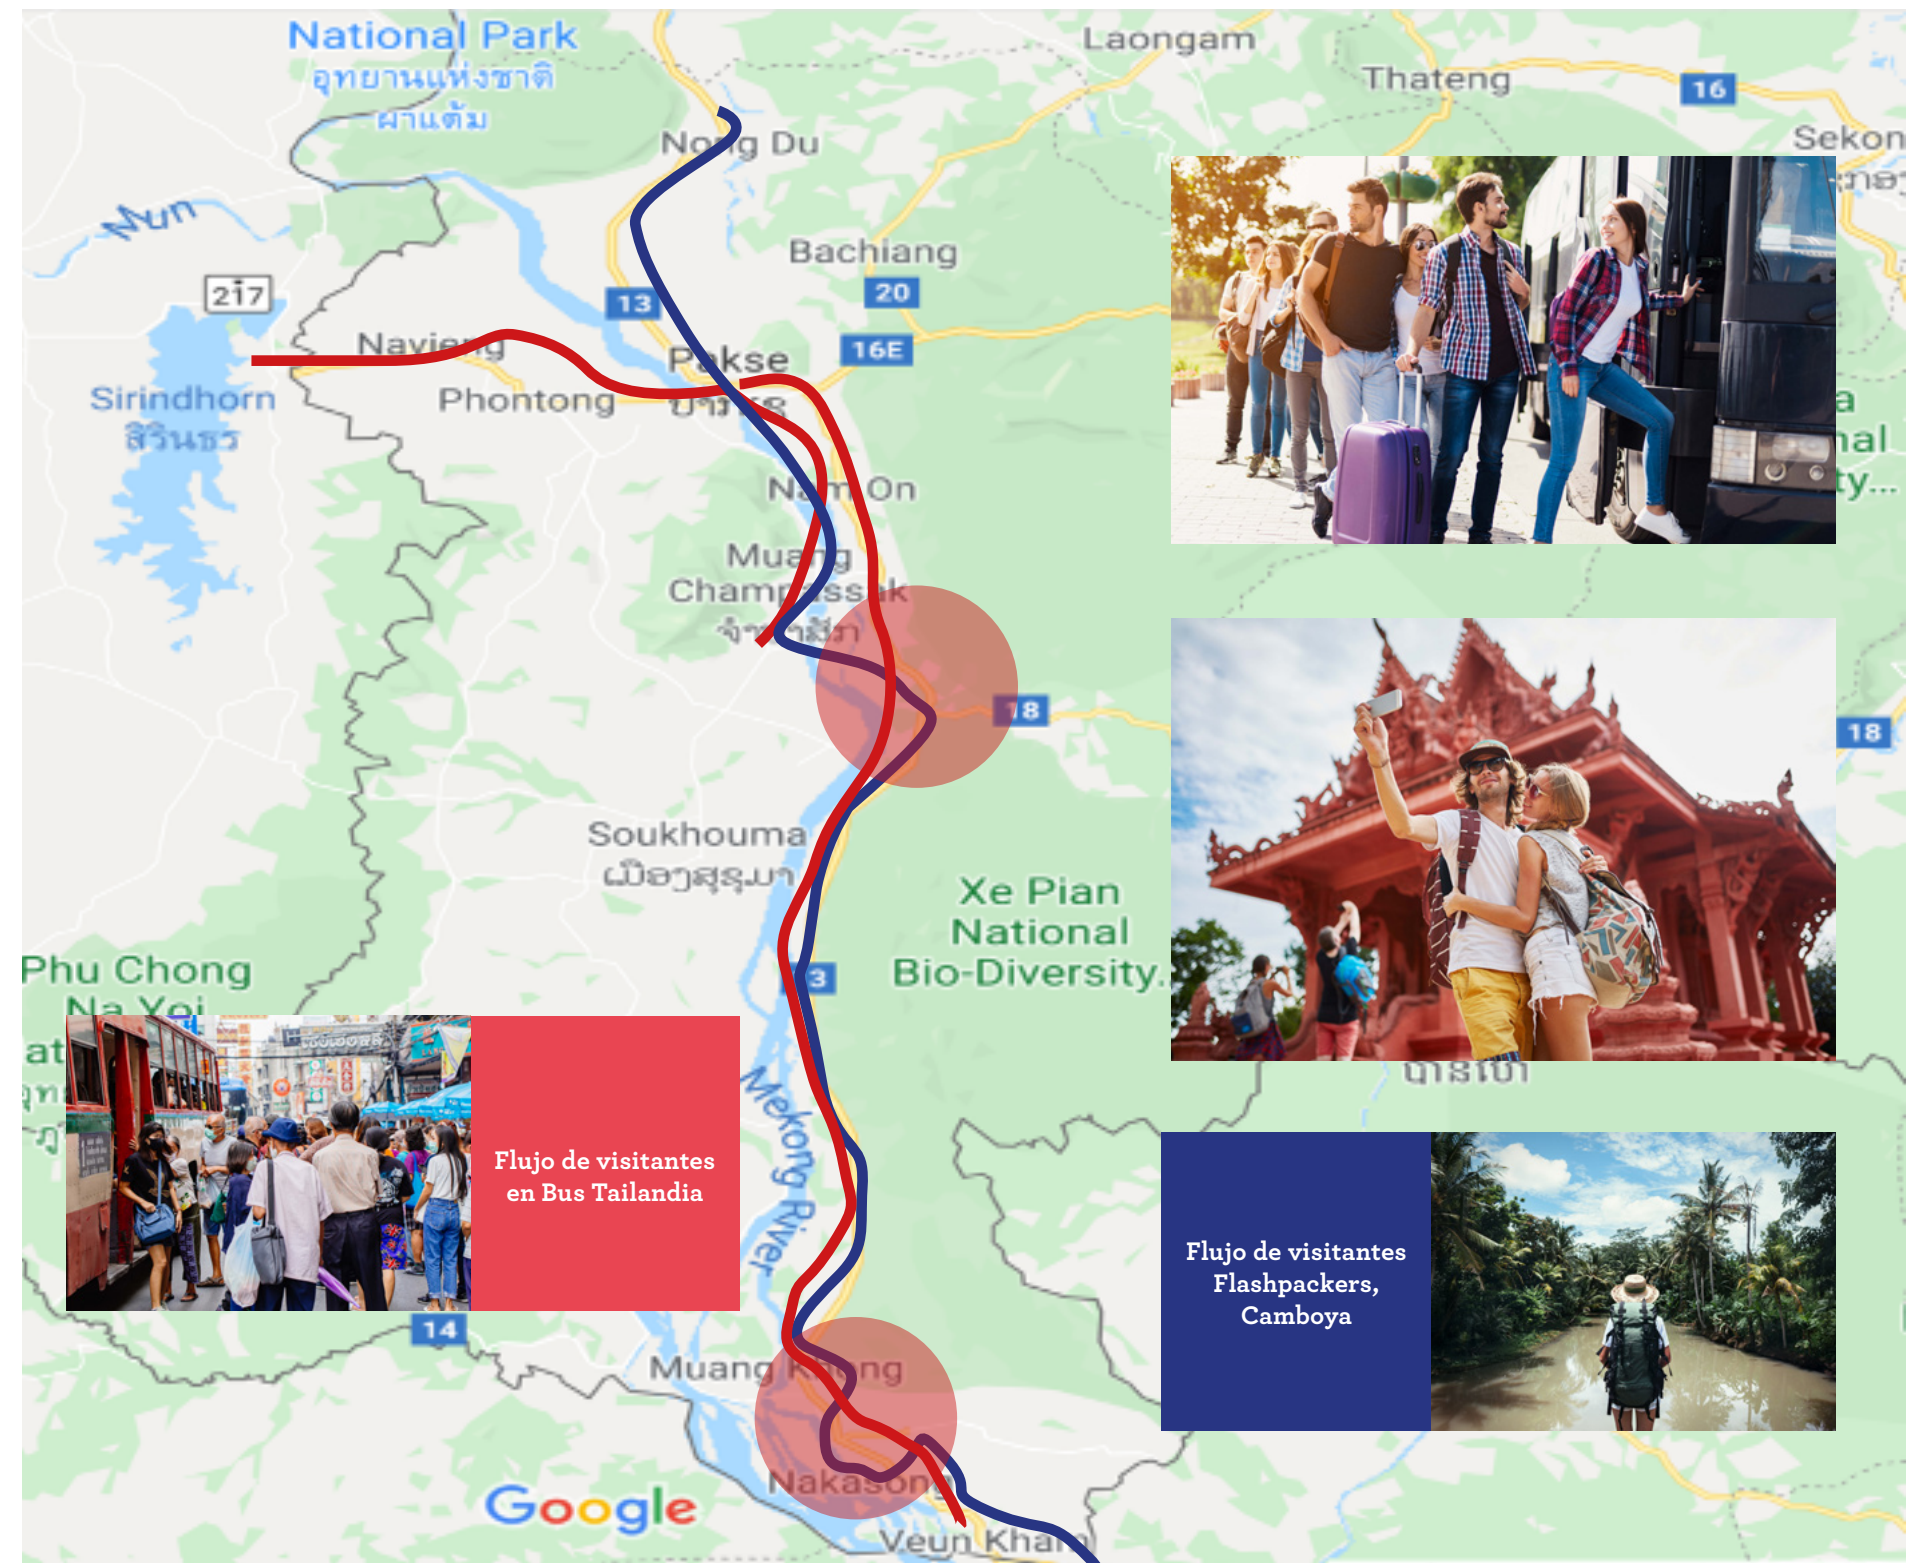 National Park
อุทยานแห่งชาติ
ผาแต้ม
Laongam
Thateng
16
Sekon
Nong Du
Mun
Bachiang
217
13
20
16E
Navieng
Pakse
Sirindhorn
สิรินธร
Phontong
Nam On
Muang
Champassak
18
18
Soukhouma
ເມືອງສຸຂຸມາ
Xe Pian
National
Bio-Diversity.
3
Phu Chong
Na Yoi
Mekong River
Flujo de visitantes
en Bus Tailandia
Flujo de visitantes
Flashpackers,
Camboya
14
Muang Khong
Nakasong
Google
Veun Kham